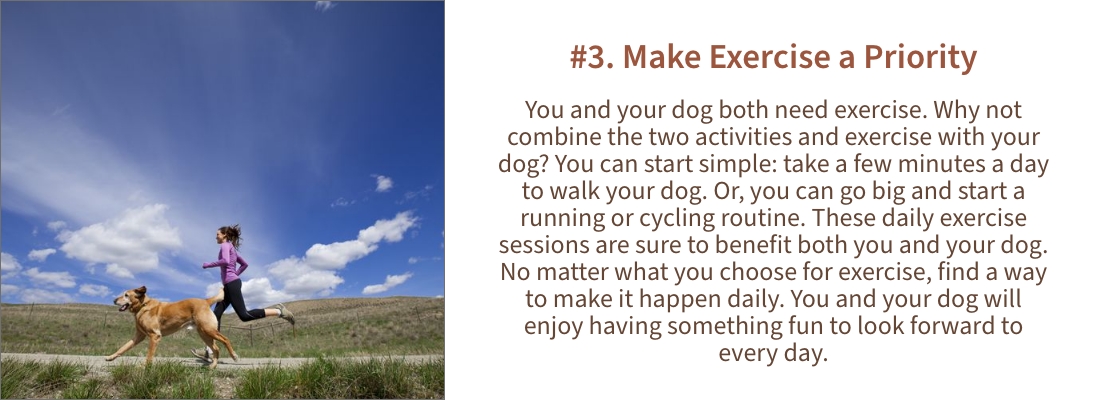 #3. Make Exercise a Priority
You and your dog both need exercise. Why not
combine the two activities and exercise with your
dog? You can start simple: take a few minutes a day
to walk your dog. Or, you can go big and start a
running or cycling routine. These daily exercise
sessions are sure to benefit both you and your dog.
No matter what you choose for exercise, find a way
to make it happen daily. You and your dog will
enjoy having something fun to look forward to
every day.